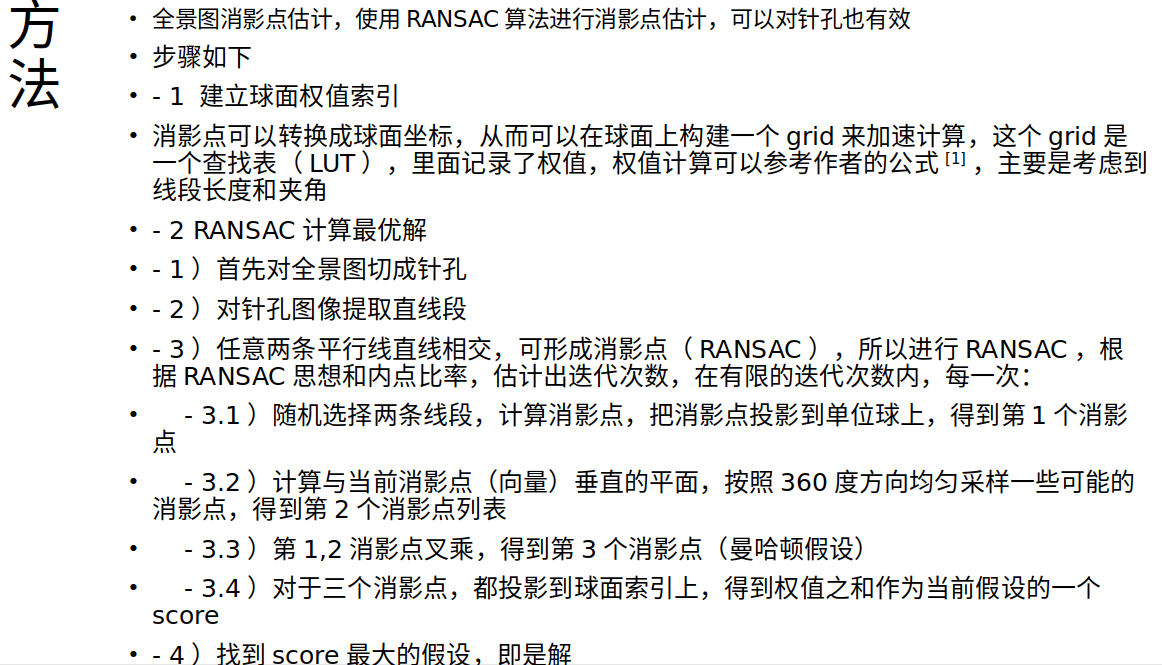 方
法
• 全景图消影点估计，使用 RANSAC 算法进行消影点估计，可以对针孔也有效
• 步骤如下
• - 1 建立球面权值索引
• 消影点可以转换成球面坐标，从而可以在球面上构建一个 grid 来加速计算，这个 grid 是
一个查找表（ LUT ），里面记录了权值，权值计算可以参考作者的公式 [1] ，主要是考虑到
线段长度和夹角
• - 2 RANSAC 计算最优解
• - 1 ）首先对全景图切成针孔
• - 2 ）对针孔图像提取直线段
• - 3 ）任意两条平行线直线相交，可形成消影点（ RANSAC ），所以进行 RANSAC ，根
据 RANSAC 思想和内点比率，估计出迭代次数，在有限的迭代次数内，每一次：
• - 3.1 ）随机选择两条线段，计算消影点，把消影点投影到单位球上，得到第 1 个消影
点
• - 3.2 ）计算与当前消影点（向量）垂直的平面，按照 360 度方向均匀采样一些可能的
消影点，得到第 2 个消影点列表
• - 3.3 ）第 1,2 消影点叉乘，得到第 3 个消影点（曼哈顿假设）
• - 3.4 ）对于三个消影点，都投影到球面索引上，得到权值之和作为当前假设的一个
score
• - 4 ）找到 score 最大的假设，即是解